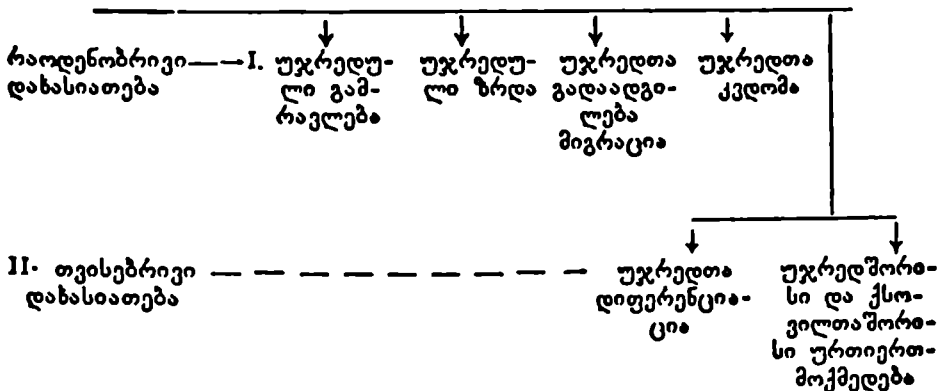 რაოდენობრივი — → I. უჯრედუ- უჯრედუ- უჯრედთა უჯრედთა
დახასიათება ლი გამ- ლი ზრდა გადაადგი- კვდომა
რავლება ლება
მიგრაცია
II. თვისებრივი — — — — — — — — უჯრედთა უჯრედშორი-
დახასიათება დიფერენცია- სი და ქსო-
ცია ვილთაშორი-
სი ურთიერთ-
მოქმედება